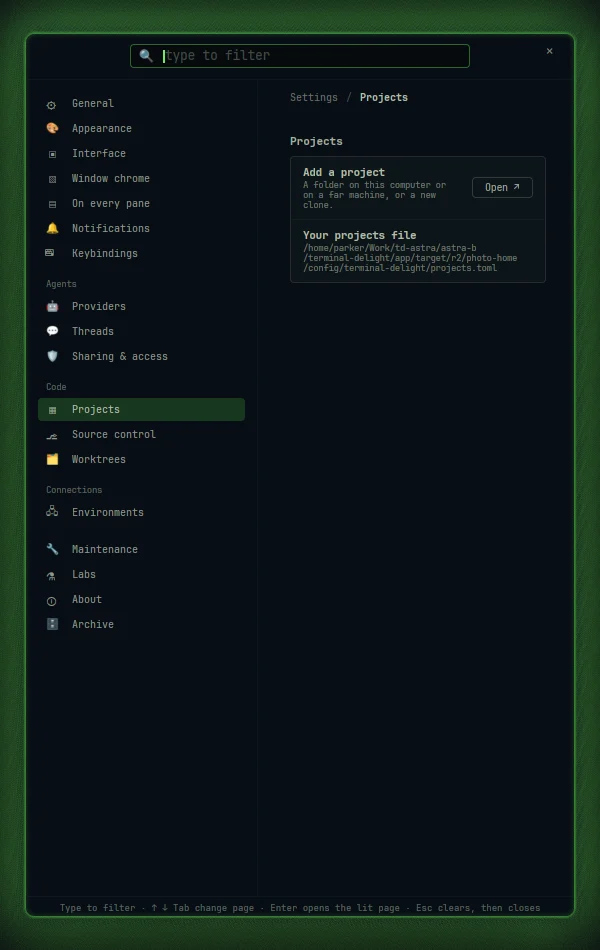 type to filter
×
General
Appearance
Interface
Window chrome
On every pane
Notifications
Keybindings
Agents
Providers
Threads
Sharing & access
Code
Projects
Source control
Worktrees
Connections
Environments
Maintenance
Labs
About
Archive
Settings / Projects
Projects
Add a project
A folder on this computer or
on a far machine, or a new
clone.
Open ↗
Your projects file
/home/parker/Work/td-astra/astra-b
/terminal-delight/app/target/r2/photo-home
/config/terminal-delight/projects.toml
Type to filter · ↑ ↓ Tab change page · Enter opens the lit page · Esc clears, then closes